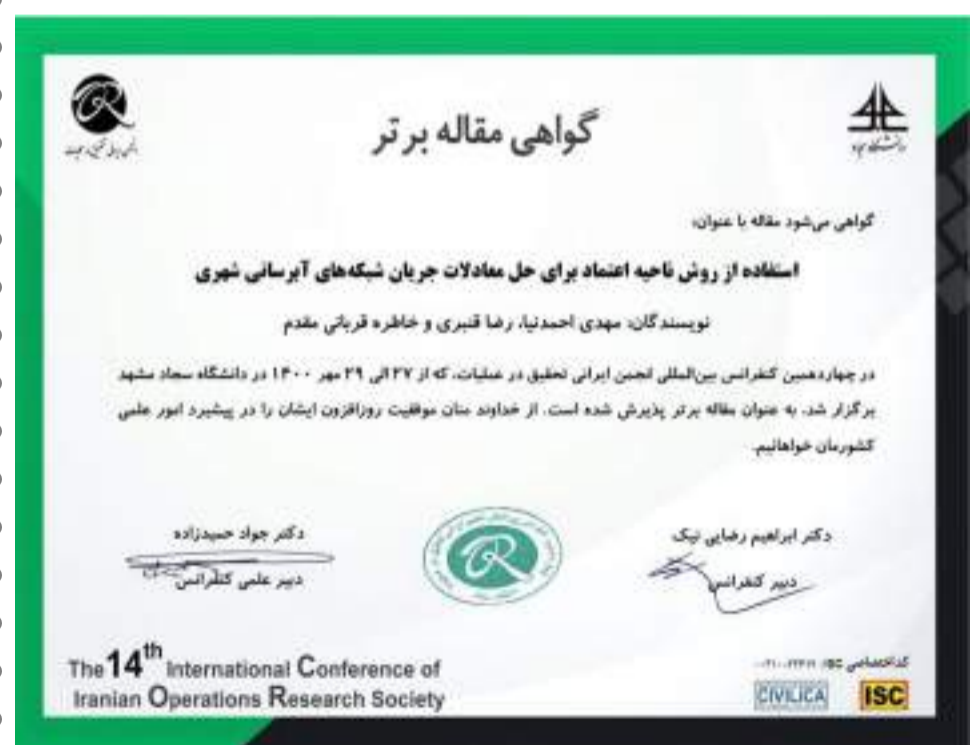 گواهی مقاله برتر
گواهی می‌شود مقاله با عنوان:
استفاده از روش ناحیه اعتماد برای حل معادلات جریان شبکه‌های آبرسانی شهری
نویسندگان: مهدی احمدنیا، رضا قنبری و خاطره قربانی مقدم
در چهاردهمین کنفرانس بین‌المللی انجمن ایرانی تحقیق در عملیات، که از ۲۷ الی ۲۹ مهر ۱۴۰۰ در دانشگاه سجاد مشهد
برگزار شد، به عنوان مقاله برتر پذیرش شده است. از خداوند منان موفقیت روزافزون ایشان را در پیشبرد امور علمی
کشورمان خواهانیم.
دکتر ابراهیم رضایی نیک
دبیر کنفرانس
دکتر جواد حمیدزاده
دبیر علمی کنفرانس
The 14th International Conference of
Iranian Operations Research Society
کد اختصاصی ISC:
CIVILICA
ISC